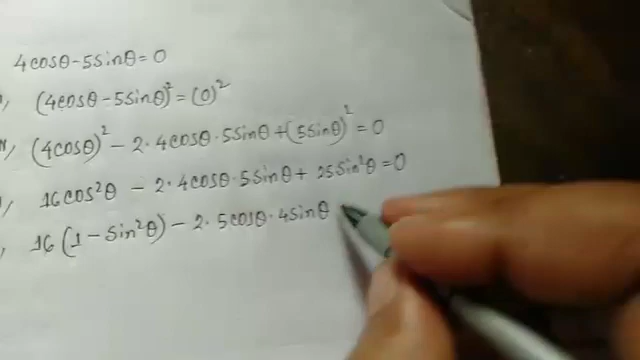 4cosθ-5sinθ=0
(4cosθ-5sinθ)²=(0)²
(4cosθ)²-2·4cosθ·5sinθ+(5sinθ)²=0
16cos²θ-2·4cosθ·5sinθ+25sin²θ=0
16(1-sin²θ)-2·5cosθ·4sinθ